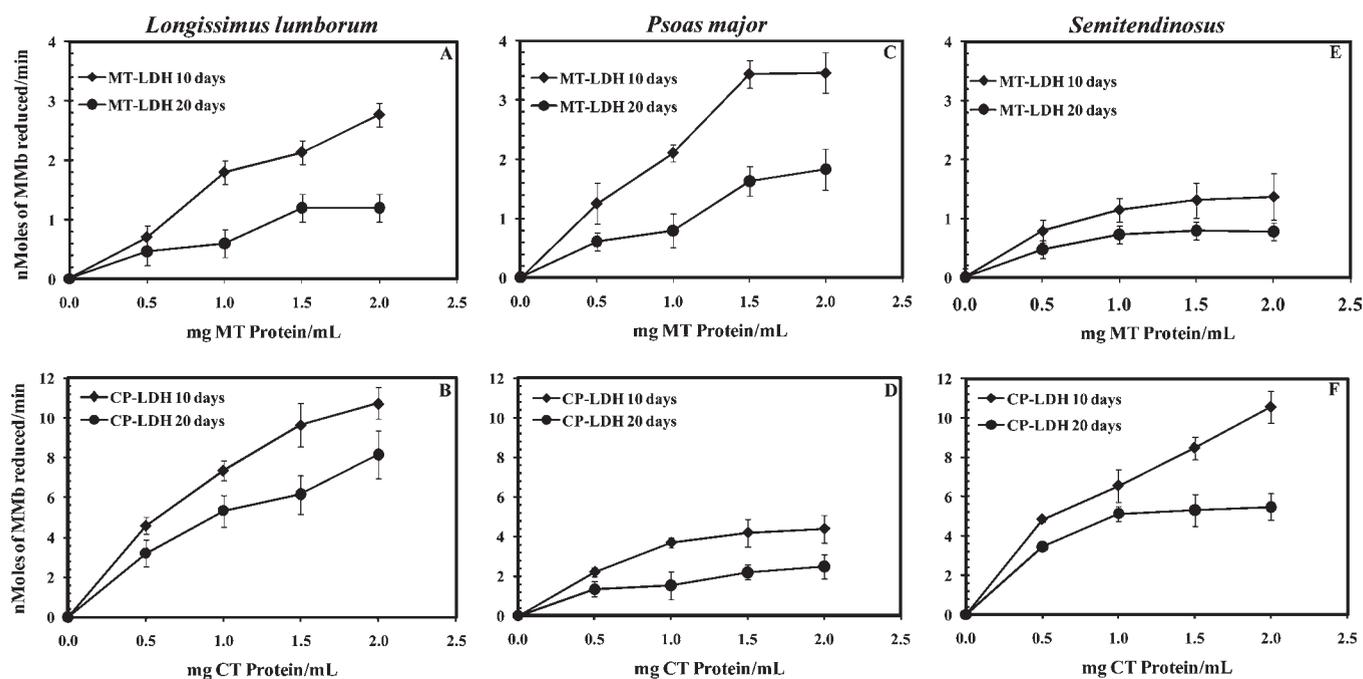 Longissimus lumborum
Psoas major
Semitendinosus
A
MT-LDH 10 days
MT-LDH 20 days
nMoles of MMb reduced/min
4
3
2
1
0
0.0 0.5 1.0 1.5 2.0 2.5
mg MT Protein/mL
C
MT-LDH 10 days
MT-LDH 20 days
4
3
2
1
0
0.0 0.5 1.0 1.5 2.0 2.5
mg MT Protein/mL
E
MT-LDH 10 days
MT-LDH 20 days
4
3
2
1
0
0.0 0.5 1.0 1.5 2.0 2.5
mg MT Protein/mL
B
CP-LDH 10 days
CP-LDH 20 days
nMoles of MMb reduced/min
12
10
8
6
4
2
0
0.0 0.5 1.0 1.5 2.0 2.5
mg CT Protein/mL
D
CP-LDH 10 days
CP-LDH 20 days
12
10
8
6
4
2
0
0.0 0.5 1.0 1.5 2.0 2.5
mg CT Protein/mL
F
CP-LDH 10 days
CP-LDH 20 days
12
10
8
6
4
2
0
0.0 0.5 1.0 1.5 2.0 2.5
mg CT Protein/mL